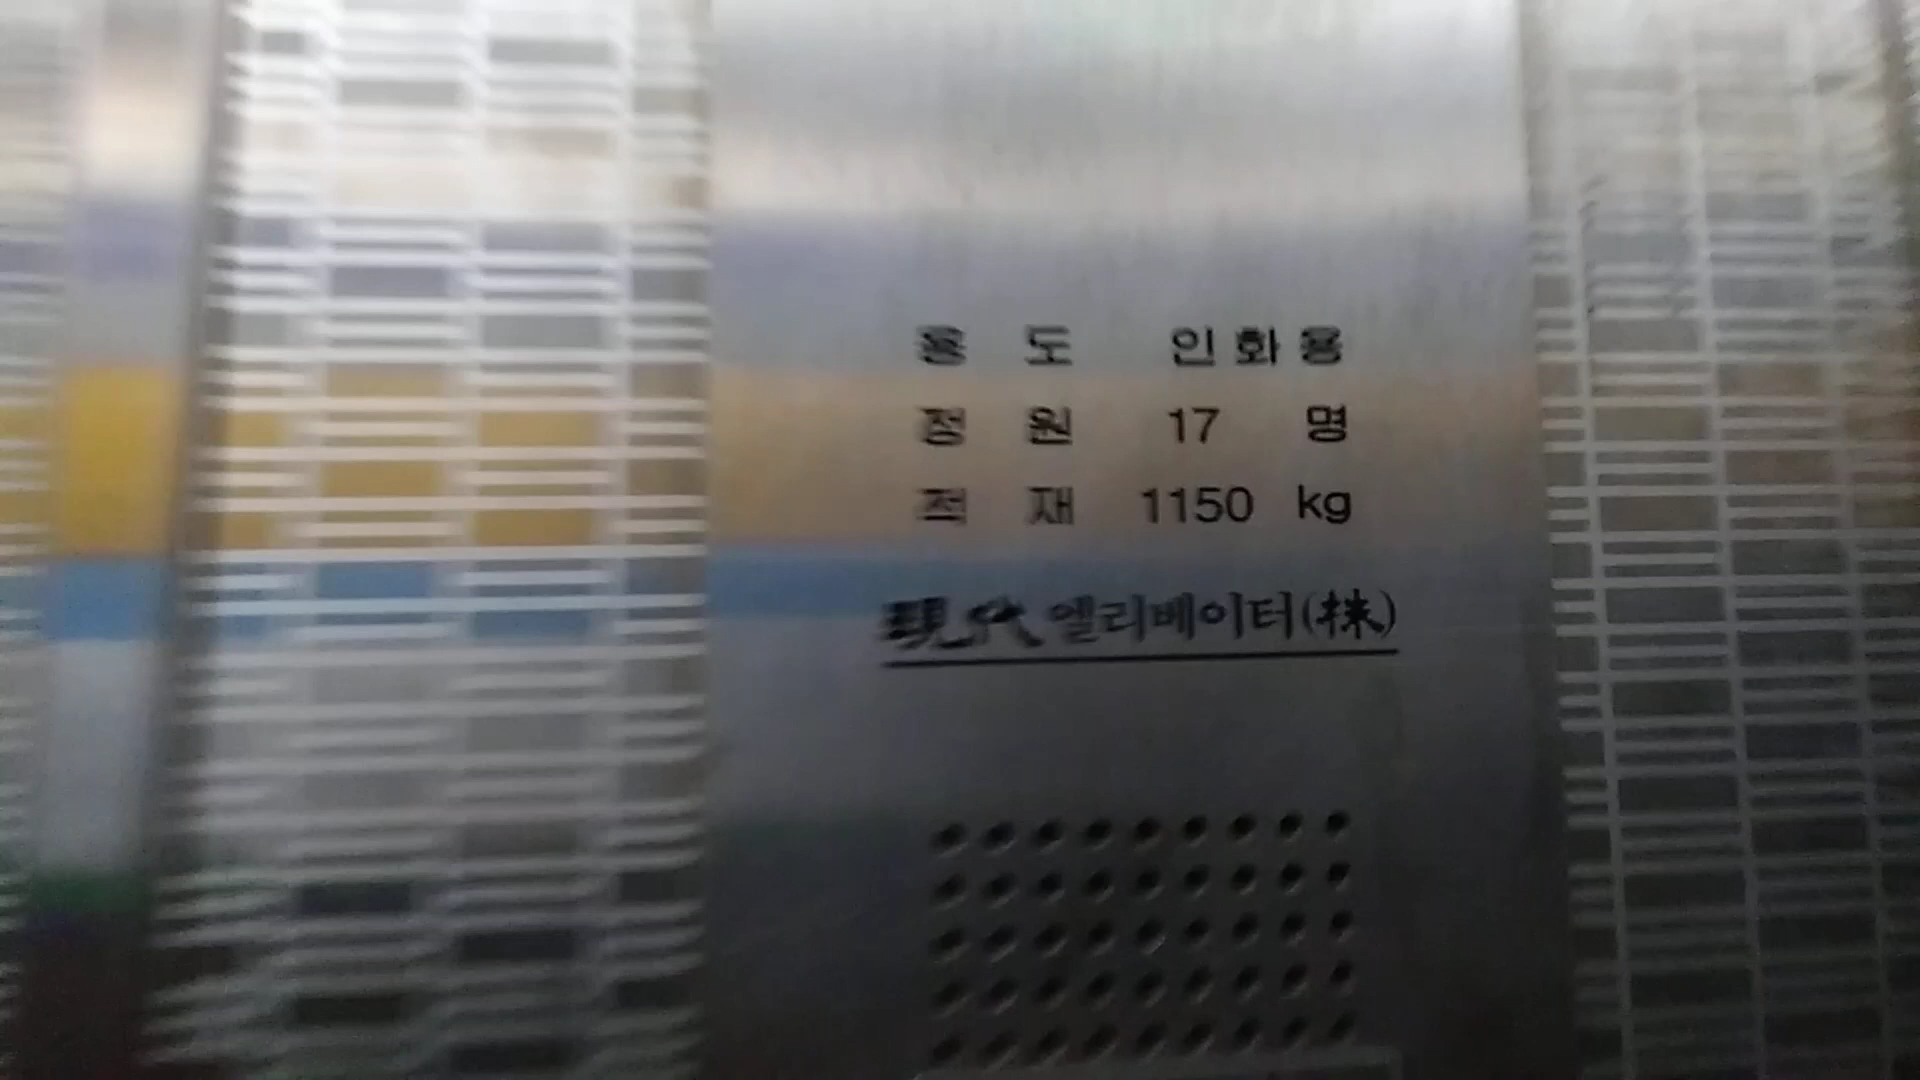 용 도 인화용
정 원 17 명
적 재 1150 kg
現代 엘리베이터(株)